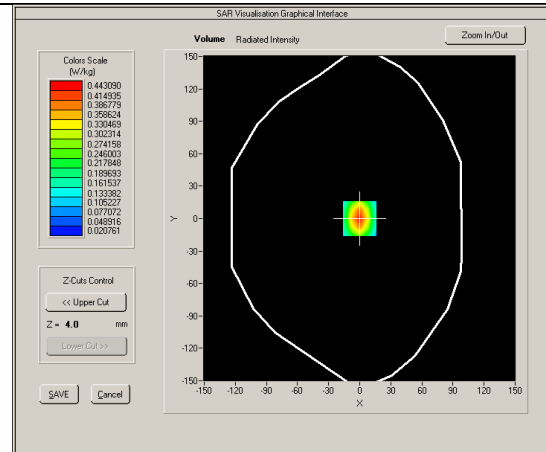 SAR Visualisation Graphical Interface
Volume Radiated Intensity
Zoom In/Out
Colors Scale
(W/kg)
0.443090
0.414935
0.386779
0.358624
0.330469
0.302314
0.274158
0.246003
0.217848
0.189693
0.161537
0.133382
0.105227
0.077072
0.048916
0.020761
Z-Cuts Control
<< Upper Cut
Z = 4.0 mm
Lower Cut >>
SAVE Cancel
150
120
90
60
30
0
-30
-60
-90
-120
-150
Y
-150 -120 -90 -60 -30 0 30 60 90 120 150
X